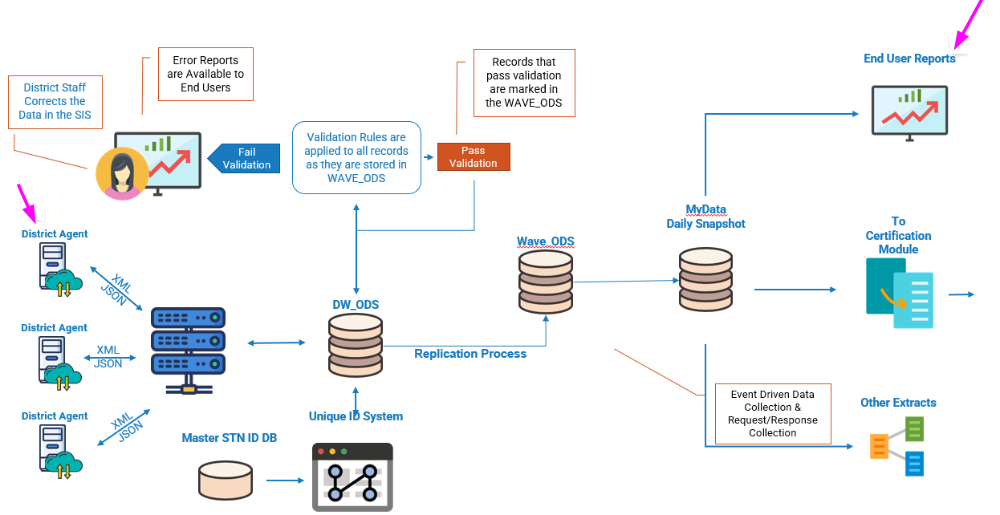 End User Reports
Error Reports
are Available to
End Users
Records that
pass validation
are marked in
the WAVE_ODS
District Staff
Corrects the
Data in the SIS
Validation Rules are
applied to all records
as they are stored in
WAVE_ODS
Fail
Validation
Pass
Validation
MyData
Daily Snapshot
To
Certification
Module
District Agent
XML
JSON
Wave_ODS
DW_ODS
District Agent
XML
JSON
Replication Process
Event Driven Data
Collection &
Request/Response
Collection
Other Extracts
District Agent
XML
JSON
Unique ID System
Master STN ID DB